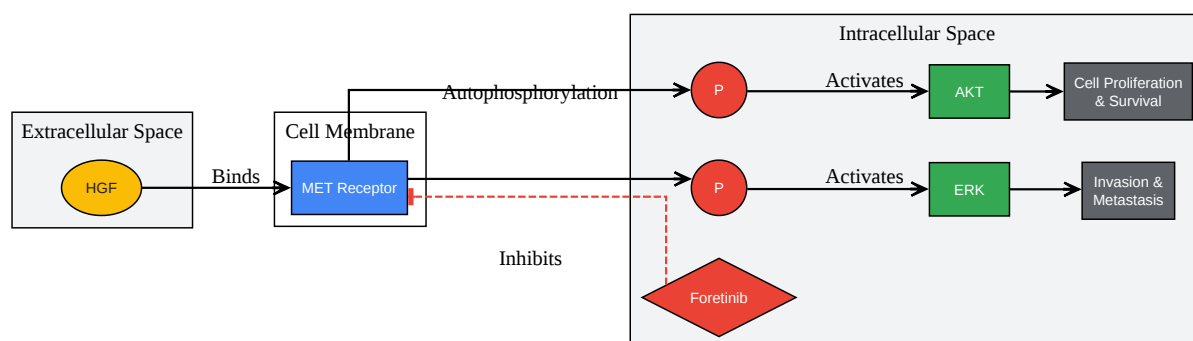 Intracellular Space
Autophosphorylation
P
Activates
AKT
Cell Proliferation
& Survival
Extracellular Space
Cell Membrane
HGF
Binds
MET Receptor
P
Activates
ERK
Invasion &
Metastasis
Inhibits
Foretinib